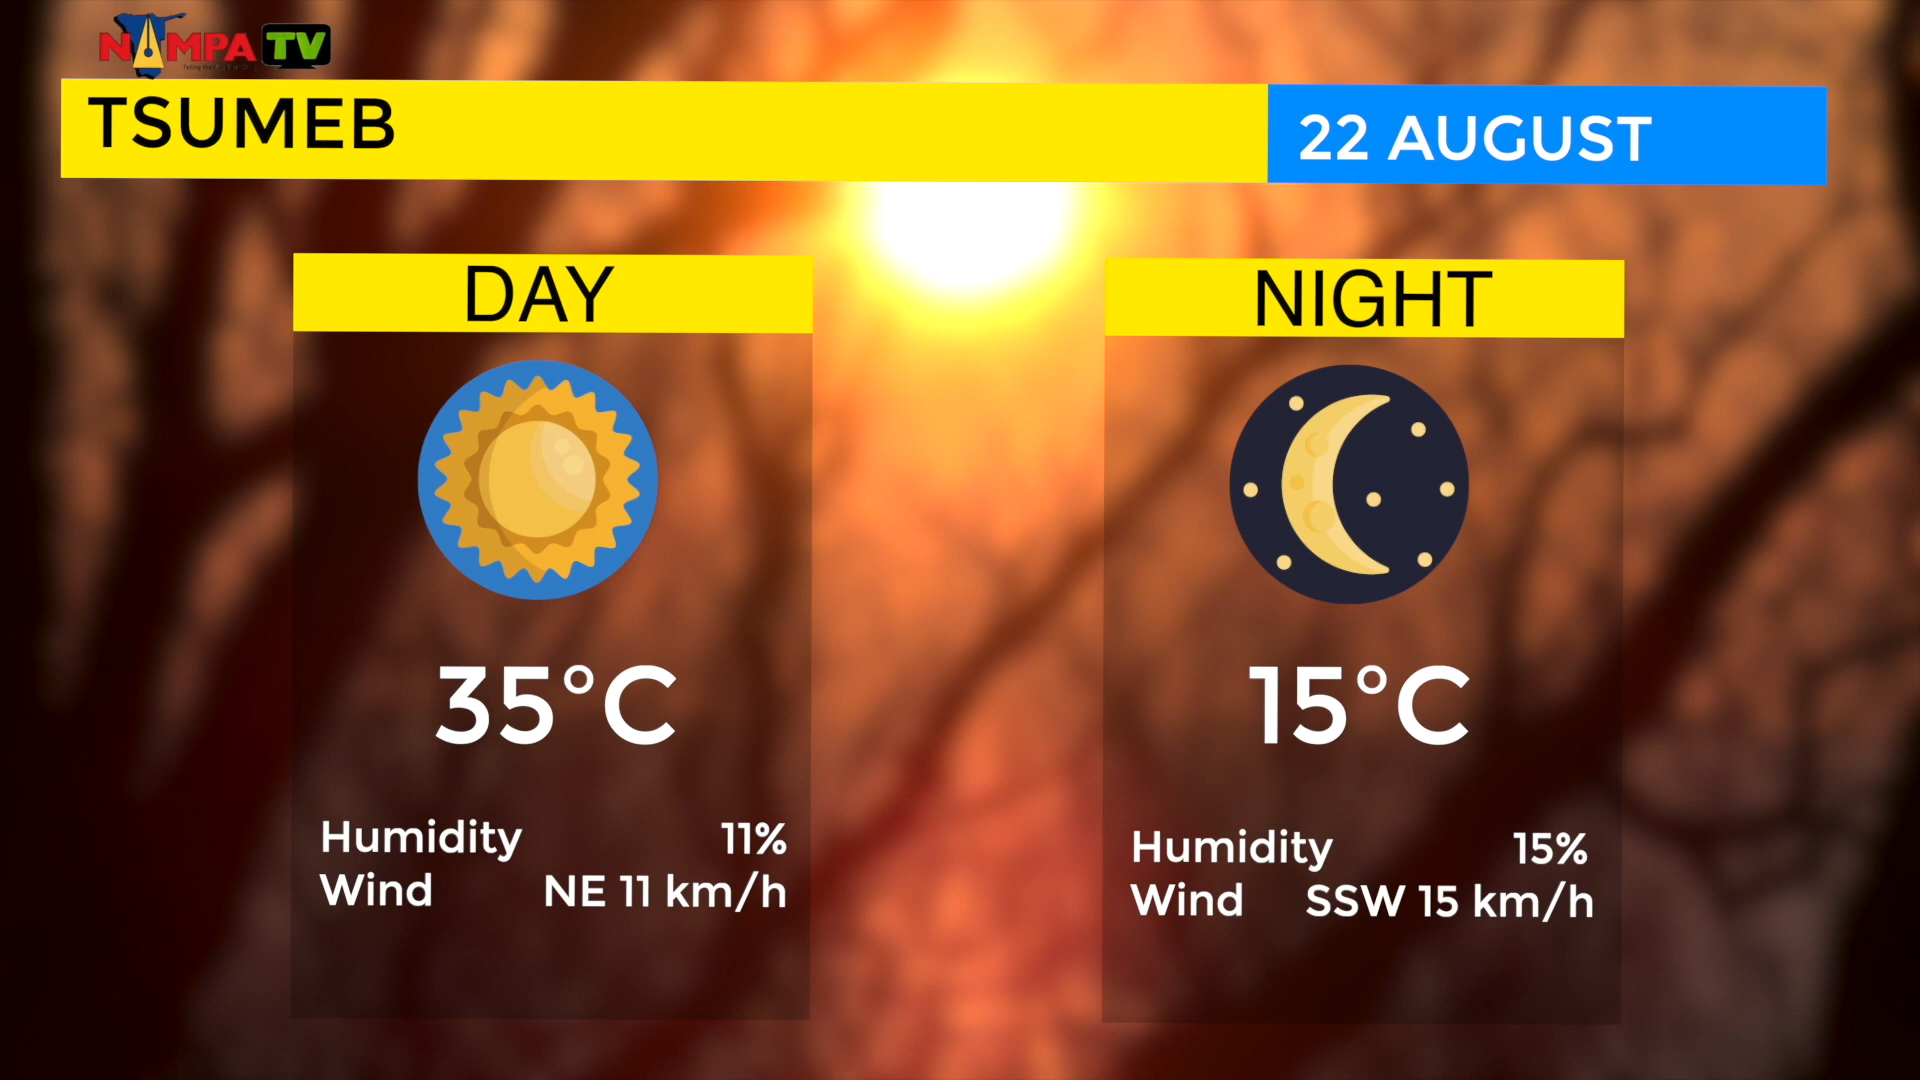 NAMPA TV
TSUMEB
22 AUGUST
DAY
NIGHT
35°C
15°C
Humidity 11%
Wind NE 11 km/h
Humidity 15%
Wind SSW 15 km/h